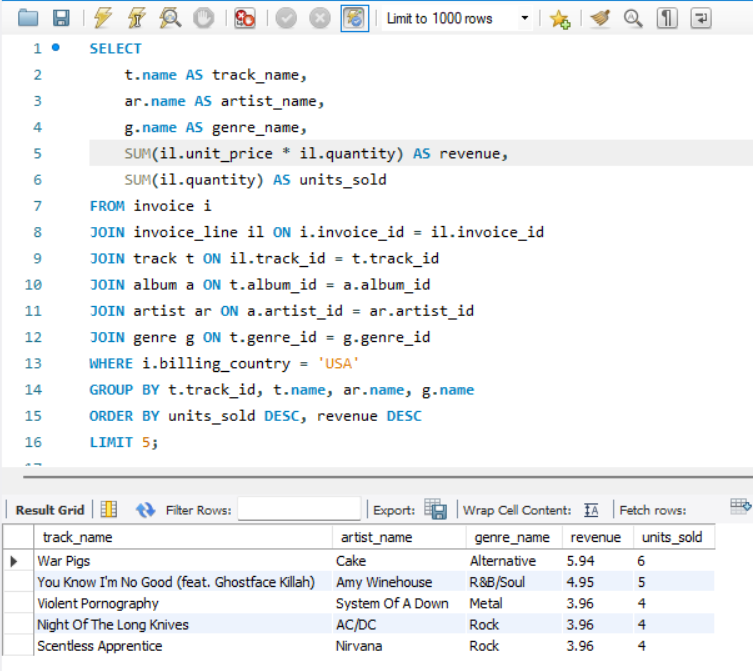 Limit to 1000 rows
1 SELECT
2 t.name AS track_name,
3 ar.name AS artist_name,
4 g.name AS genre_name,
5 SUM(il.unit_price * il.quantity) AS revenue,
6 SUM(il.quantity) AS units_sold
7 FROM invoice i
8 JOIN invoice_line il ON i.invoice_id = il.invoice_id
9 JOIN track t ON il.track_id = t.track_id
10 JOIN album a ON t.album_id = a.album_id
11 JOIN artist ar ON a.artist_id = ar.artist_id
12 JOIN genre g ON t.genre_id = g.genre_id
13 WHERE i.billing_country = 'USA'
14 GROUP BY t.track_id, t.name, ar.name, g.name
15 ORDER BY units_sold DESC, revenue DESC
16 LIMIT 5;
Result Grid Filter Rows: Export: Wrap Cell Content: IA Fetch rows:
track_name artist_name genre_name revenue units_sold
War Pigs Cake Alternative 5.94 6
You Know I'm No Good (feat. Ghostface Killah) Amy Winehouse R&B/Soul 4.95 5
Violent Pornography System Of A Down Metal 3.96 4
Night Of The Long Knives AC/DC Rock 3.96 4
Scentless Apprentice Nirvana Rock 3.96 4